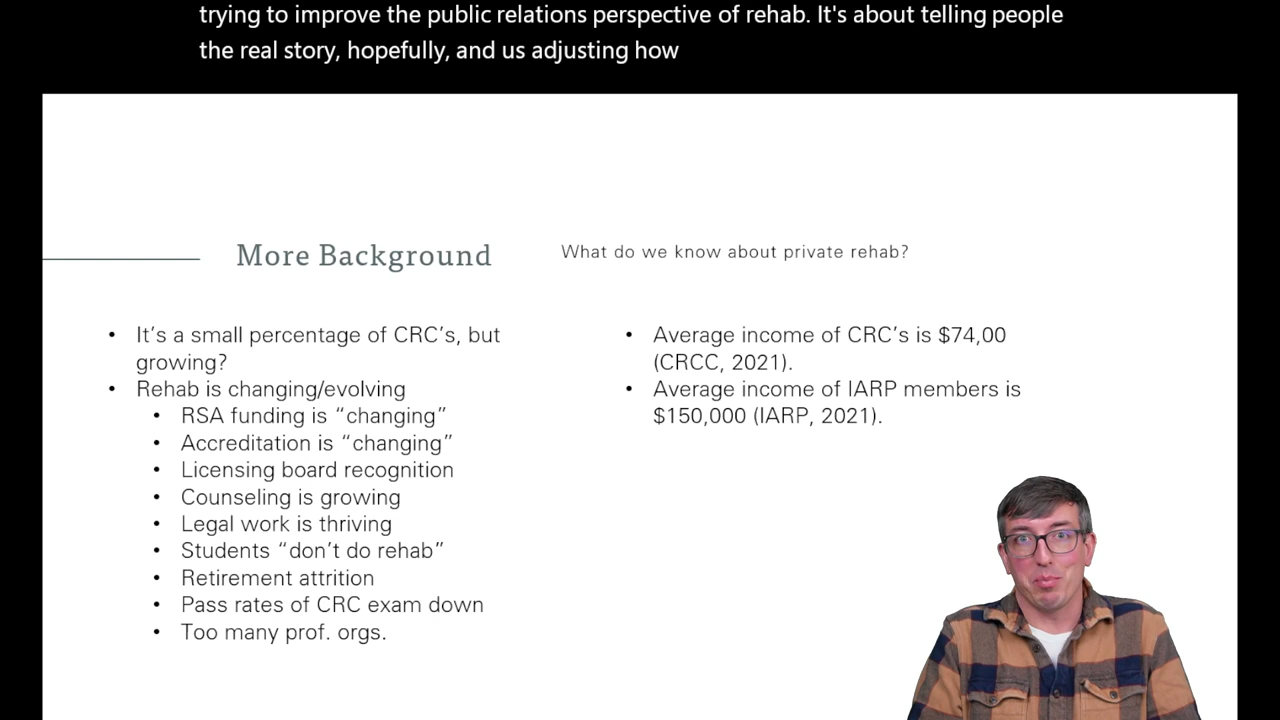 trying to improve the public relations perspective of rehab. It's about telling people
the real story, hopefully, and us adjusting how
More Background
What do we know about private rehab?
• It's a small percentage of CRC's, but
growing?
• Rehab is changing/evolving
• RSA funding is “changing”
• Accreditation is “changing”
• Licensing board recognition
• Counseling is growing
• Legal work is thriving
• Students “don't do rehab”
• Retirement attrition
• Pass rates of CRC exam down
• Too many prof. orgs.
• Average income of CRC's is $74,00
(CRCC, 2021).
• Average income of IARP members is
$150,000 (IARP, 2021).